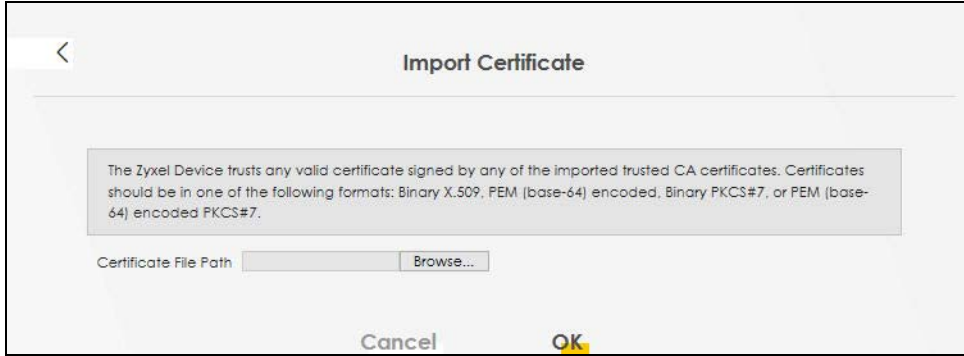 Import Certificate
The Zyxel Device trusts any valid certificate signed by any of the imported trusted CA certificates. Certificates
should be in one of the following formats: Binary X.509, PEM (base-64) encoded, Binary PKCS#7, or PEM (base-
64) encoded PKCS#7.
Certificate File Path Browse...
Cancel OK